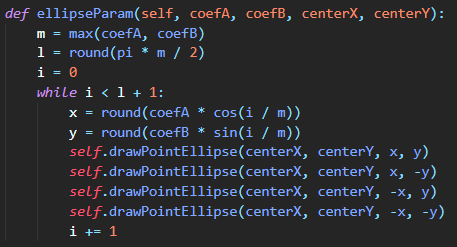 def ellipseParam(self, coefA, coefB, centerX, centerY):
    m = max(coefA, coefB)
    l = round(pi * m / 2)
    i = 0
    while i < l + 1:
        x = round(coefA * cos(i / m))
        y = round(coefB * sin(i / m))
        self.drawPointEllipse(centerX, centerY, x, y)
        self.drawPointEllipse(centerX, centerY, x, -y)
        self.drawPointEllipse(centerX, centerY, -x, y)
        self.drawPointEllipse(centerX, centerY, -x, -y)
        i += 1